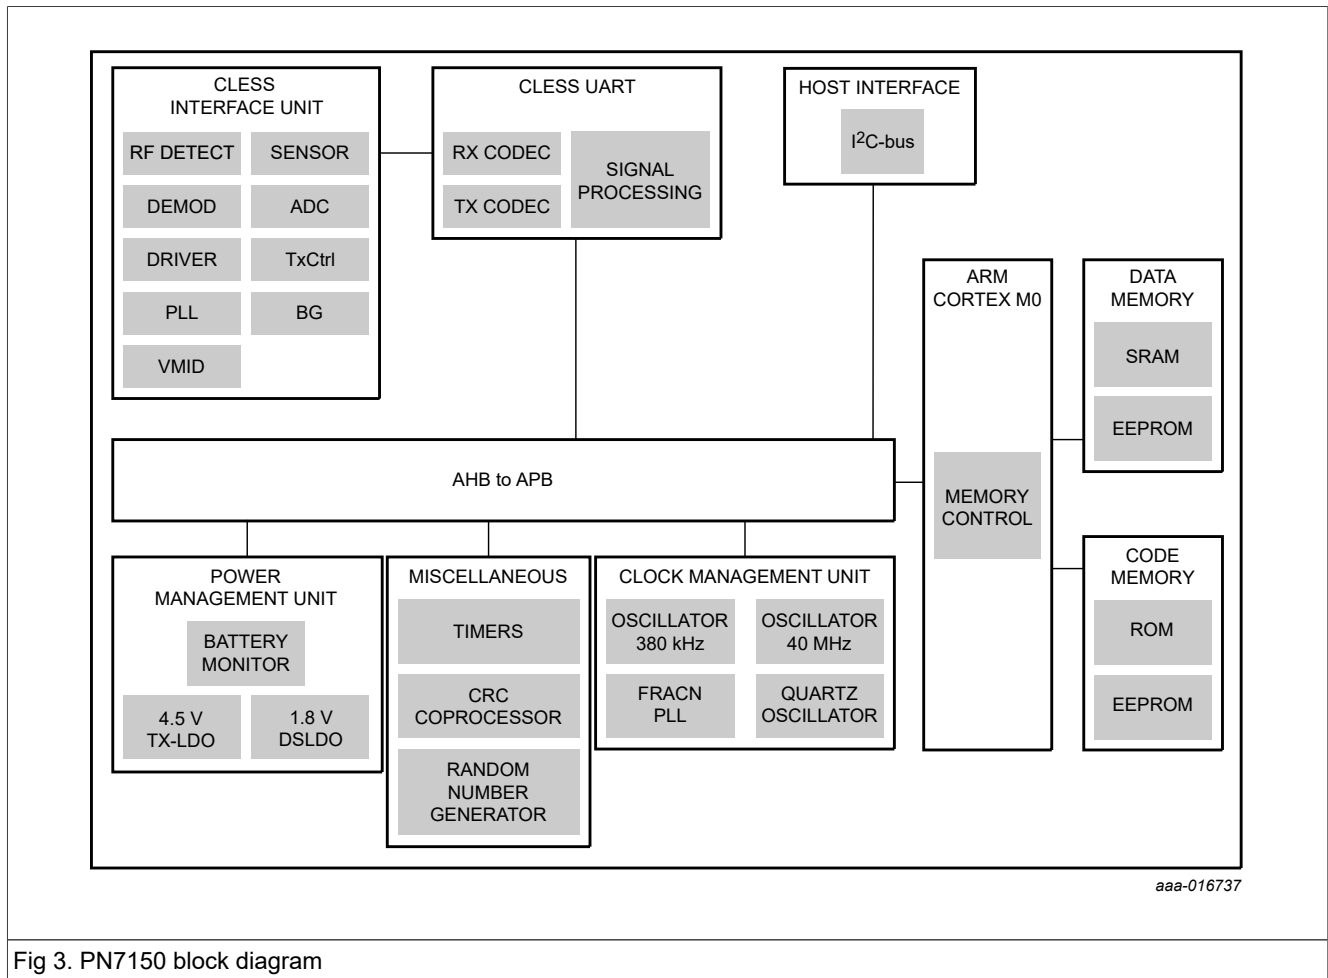 CLESS
INTERFACE UNIT
RF DETECT
SENSOR
DEMOD
ADC
DRIVER
TxCtrl
PLL
BG
VMID
CLESS UART
RX CODEC
TX CODEC
SIGNAL
PROCESSING
HOST INTERFACE
I2C-bus
ARM
CORTEX M0
MEMORY
CONTROL
DATA
MEMORY
SRAM
EEPROM
AHB to APB
CODE
MEMORY
ROM
EEPROM
POWER
MANAGEMENT UNIT
BATTERY
MONITOR
4.5 V
TX-LDO
1.8 V
DSLDO
MISCELLANEOUS
TIMERS
CRC
COPROCESSOR
RANDOM
NUMBER
GENERATOR
CLOCK MANAGEMENT UNIT
OSCILLATOR
380 kHz
OSCILLATOR
40 MHz
FRACN
PLL
QUARTZ
OSCILLATOR
aaa-016737
Fig 3. PN7150 block diagram